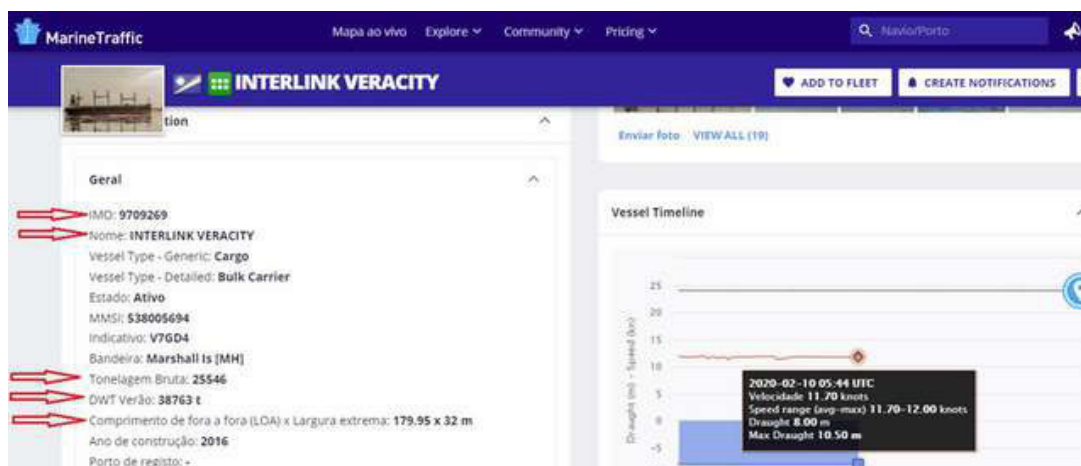 MarineTraffic
Mapa ao vivo Explore Community Pricing Navio/Porto
INTERLINK VERACITY
ADD TO FLEET CREATE NOTIFICATIONS
tion
Enviar foto VIEW ALL (19)
Geral
IMO: 9709269
Nome: INTERLINK VERACITY
Vessel Type - Generic: Cargo
Vessel Type - Detailed: Bulk Carrier
Estado: Ativo
MMSI: 538005694
Indicativo: V7GD4
Bandeira: Marshall Is [MH]
Tonelagem Bruta: 25546
DWT Verão: 38763 t
Comprimento de fora a fora (LOA) x Largura extrema: 179.95 x 32 m
Ano de construção: 2016
Porto de registo: -
Vessel Timeline
Draught (m) - Speed (kn)
25
20
15
10
5
0
-5
2020-02-10 05:44 UTC
Velocidade 11.70 knots
Speed range (avg-max) 11.70-12.00 knots
Draught 8.00 m
Max Draught 10.50 m